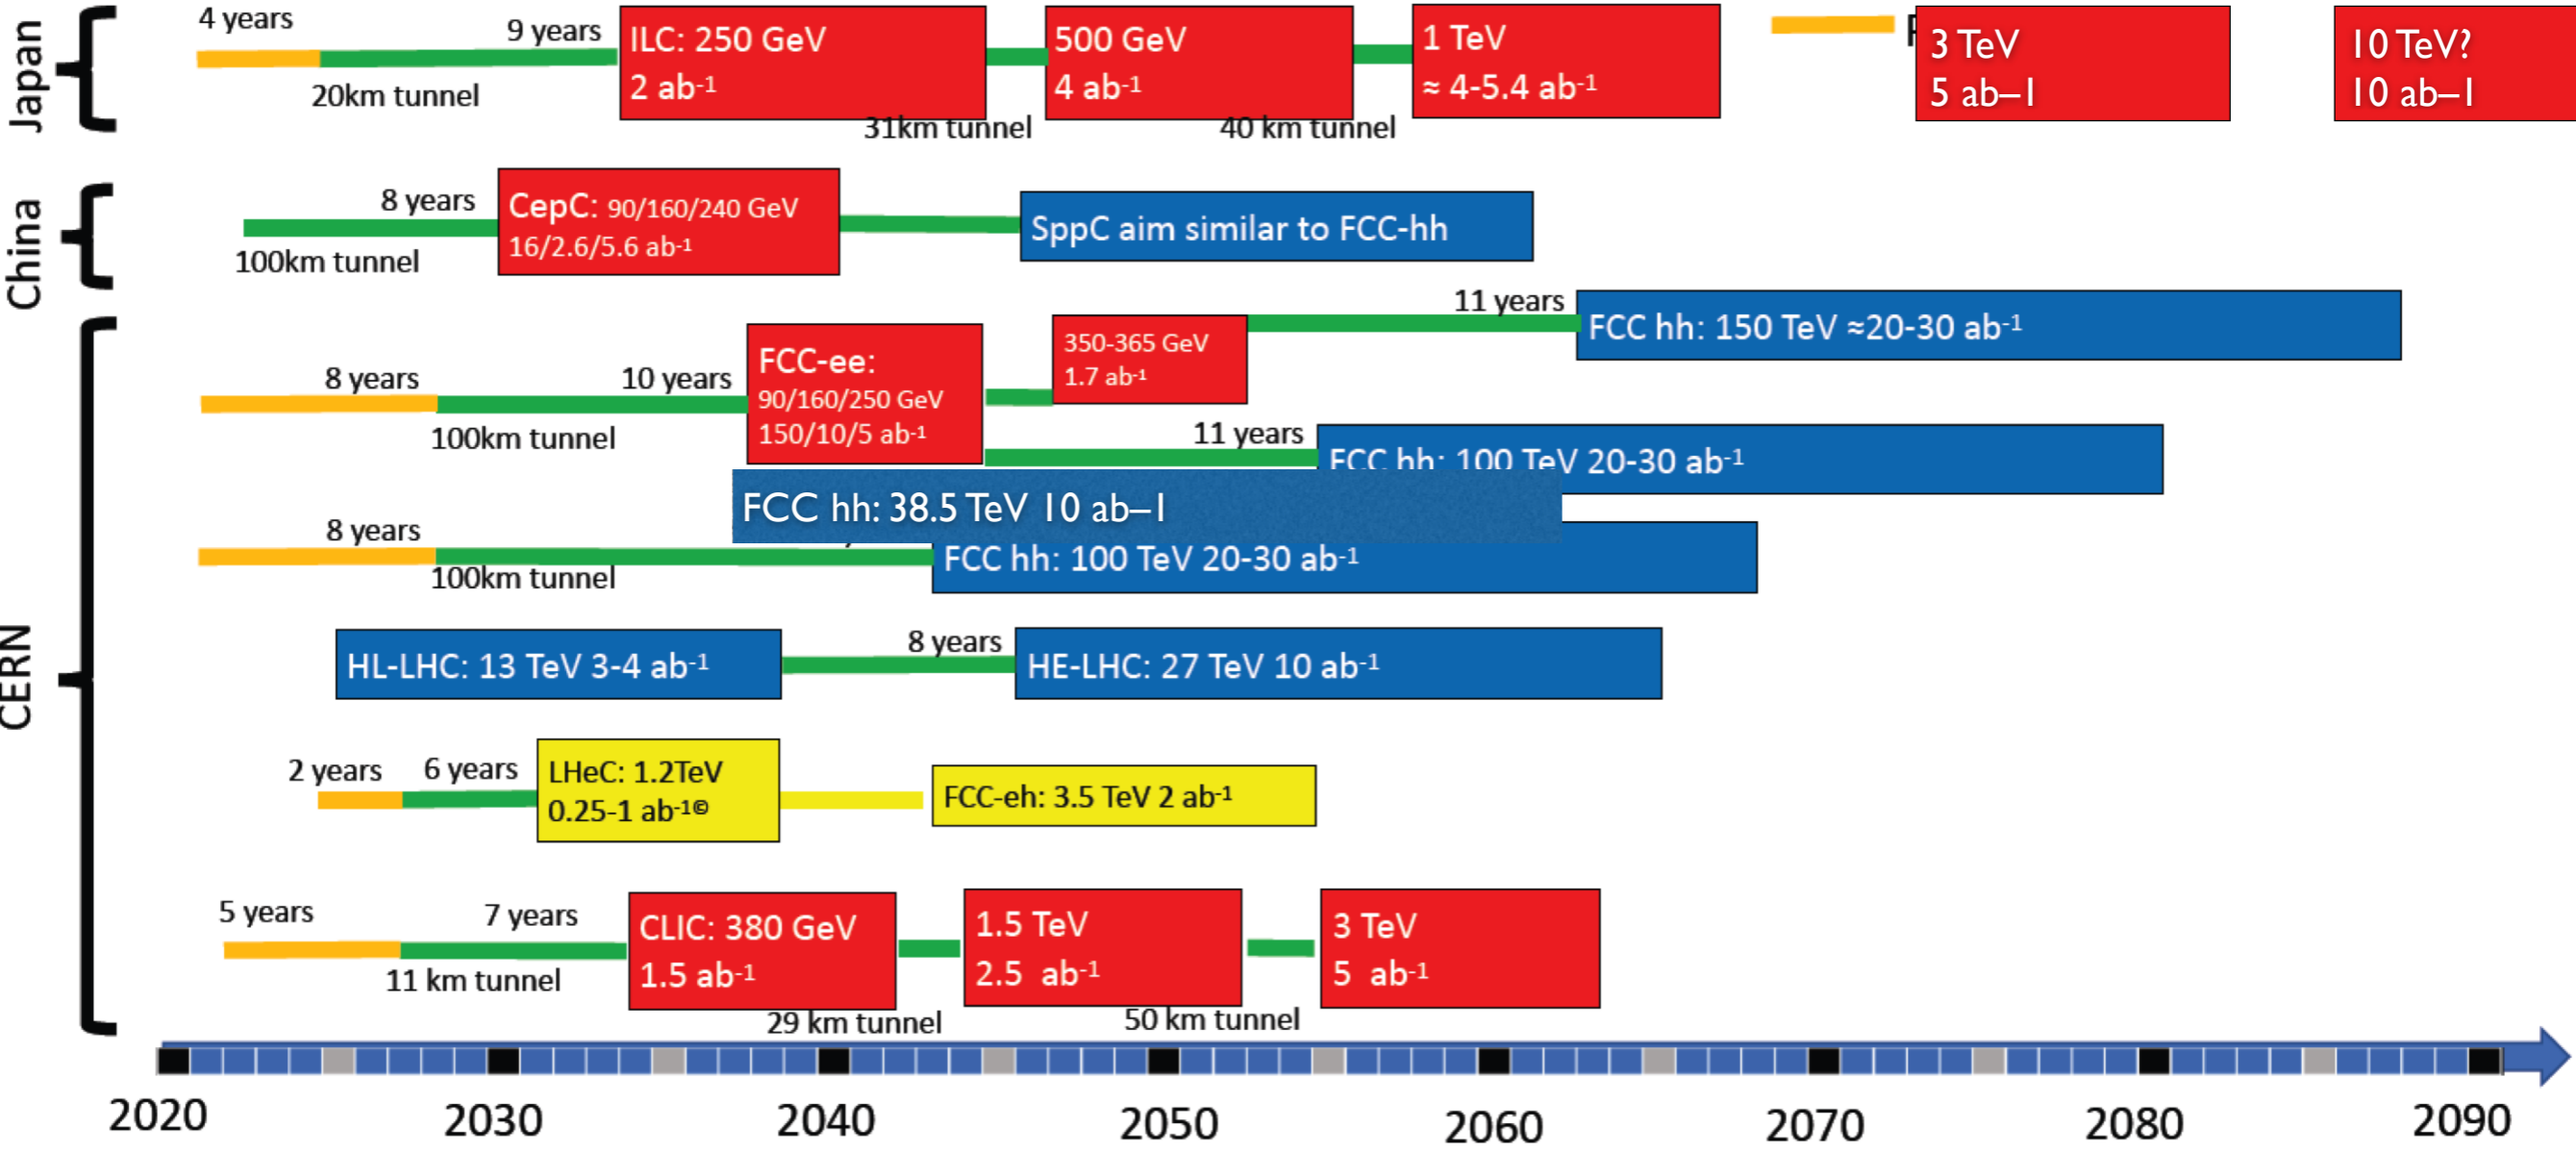 Japan
4 years
9 years
20km tunnel
ILC: 250 GeV
2 ab-1
31km tunnel
500 GeV
4 ab-1
40 km tunnel
1 TeV
≈ 4-5.4 ab-1
3 TeV
5 ab–1
10 TeV?
10 ab–1
China
8 years
100km tunnel
CepC: 90/160/240 GeV
16/2.6/5.6 ab-1
SppC aim similar to FCC-hh
CERN
8 years
10 years
100km tunnel
FCC-ee:
90/160/250 GeV
150/10/5 ab-1
350-365 GeV
1.7 ab-1
11 years
FCC hh: 150 TeV ≈20-30 ab-1
11 years
FCC hh: 100 TeV 20-30 ab-1
FCC hh: 38.5 TeV 10 ab–1
8 years
100km tunnel
FCC hh: 100 TeV 20-30 ab-1
HL-LHC: 13 TeV 3-4 ab-1
8 years
HE-LHC: 27 TeV 10 ab-1
2 years
6 years
LHeC: 1.2TeV
0.25-1 ab-1©
FCC-eh: 3.5 TeV 2 ab-1
5 years
7 years
11 km tunnel
CLIC: 380 GeV
1.5 ab-1
29 km tunnel
1.5 TeV
2.5 ab-1
50 km tunnel
3 TeV
5 ab-1
2020 2030 2040 2050 2060 2070 2080 2090